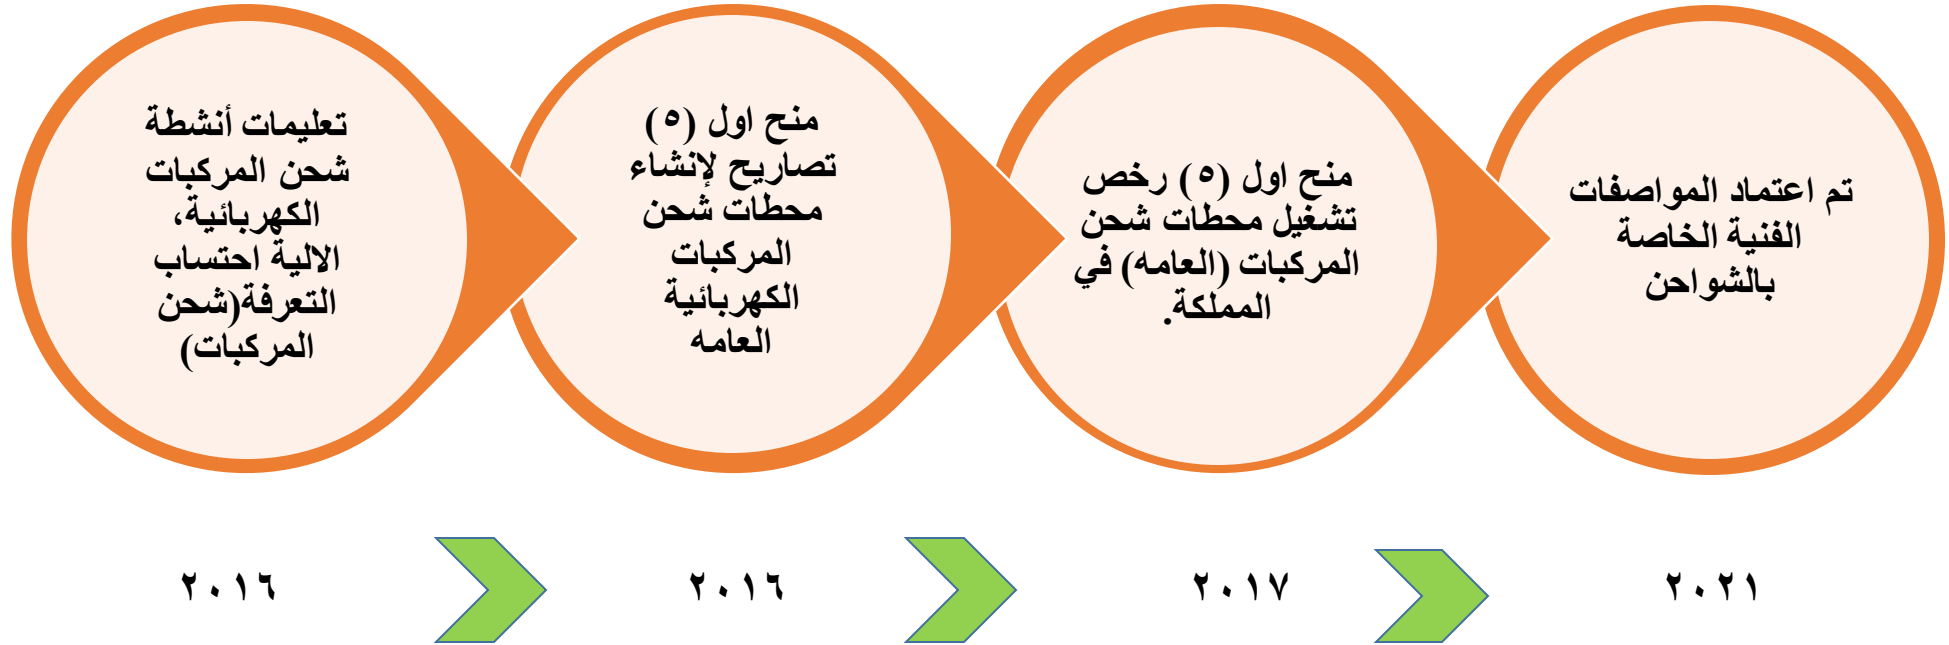 تعليمات أنشطة
شحن المركبات
الكهربائية،
الالية احتساب
التعرفة(شحن
المركبات)
منح اول (٥)
تصاريح لإنشاء
محطات شحن
المركبات
الكهربائية
العامه
منح اول (٥) رخص
تشغيل محطات شحن
المركبات (العامه) في
المملكة.
تم اعتماد المواصفات
الفنية الخاصة
بالشواحن
٢٠١٦
٢٠١٦
٢٠١٧
٢٠٢١